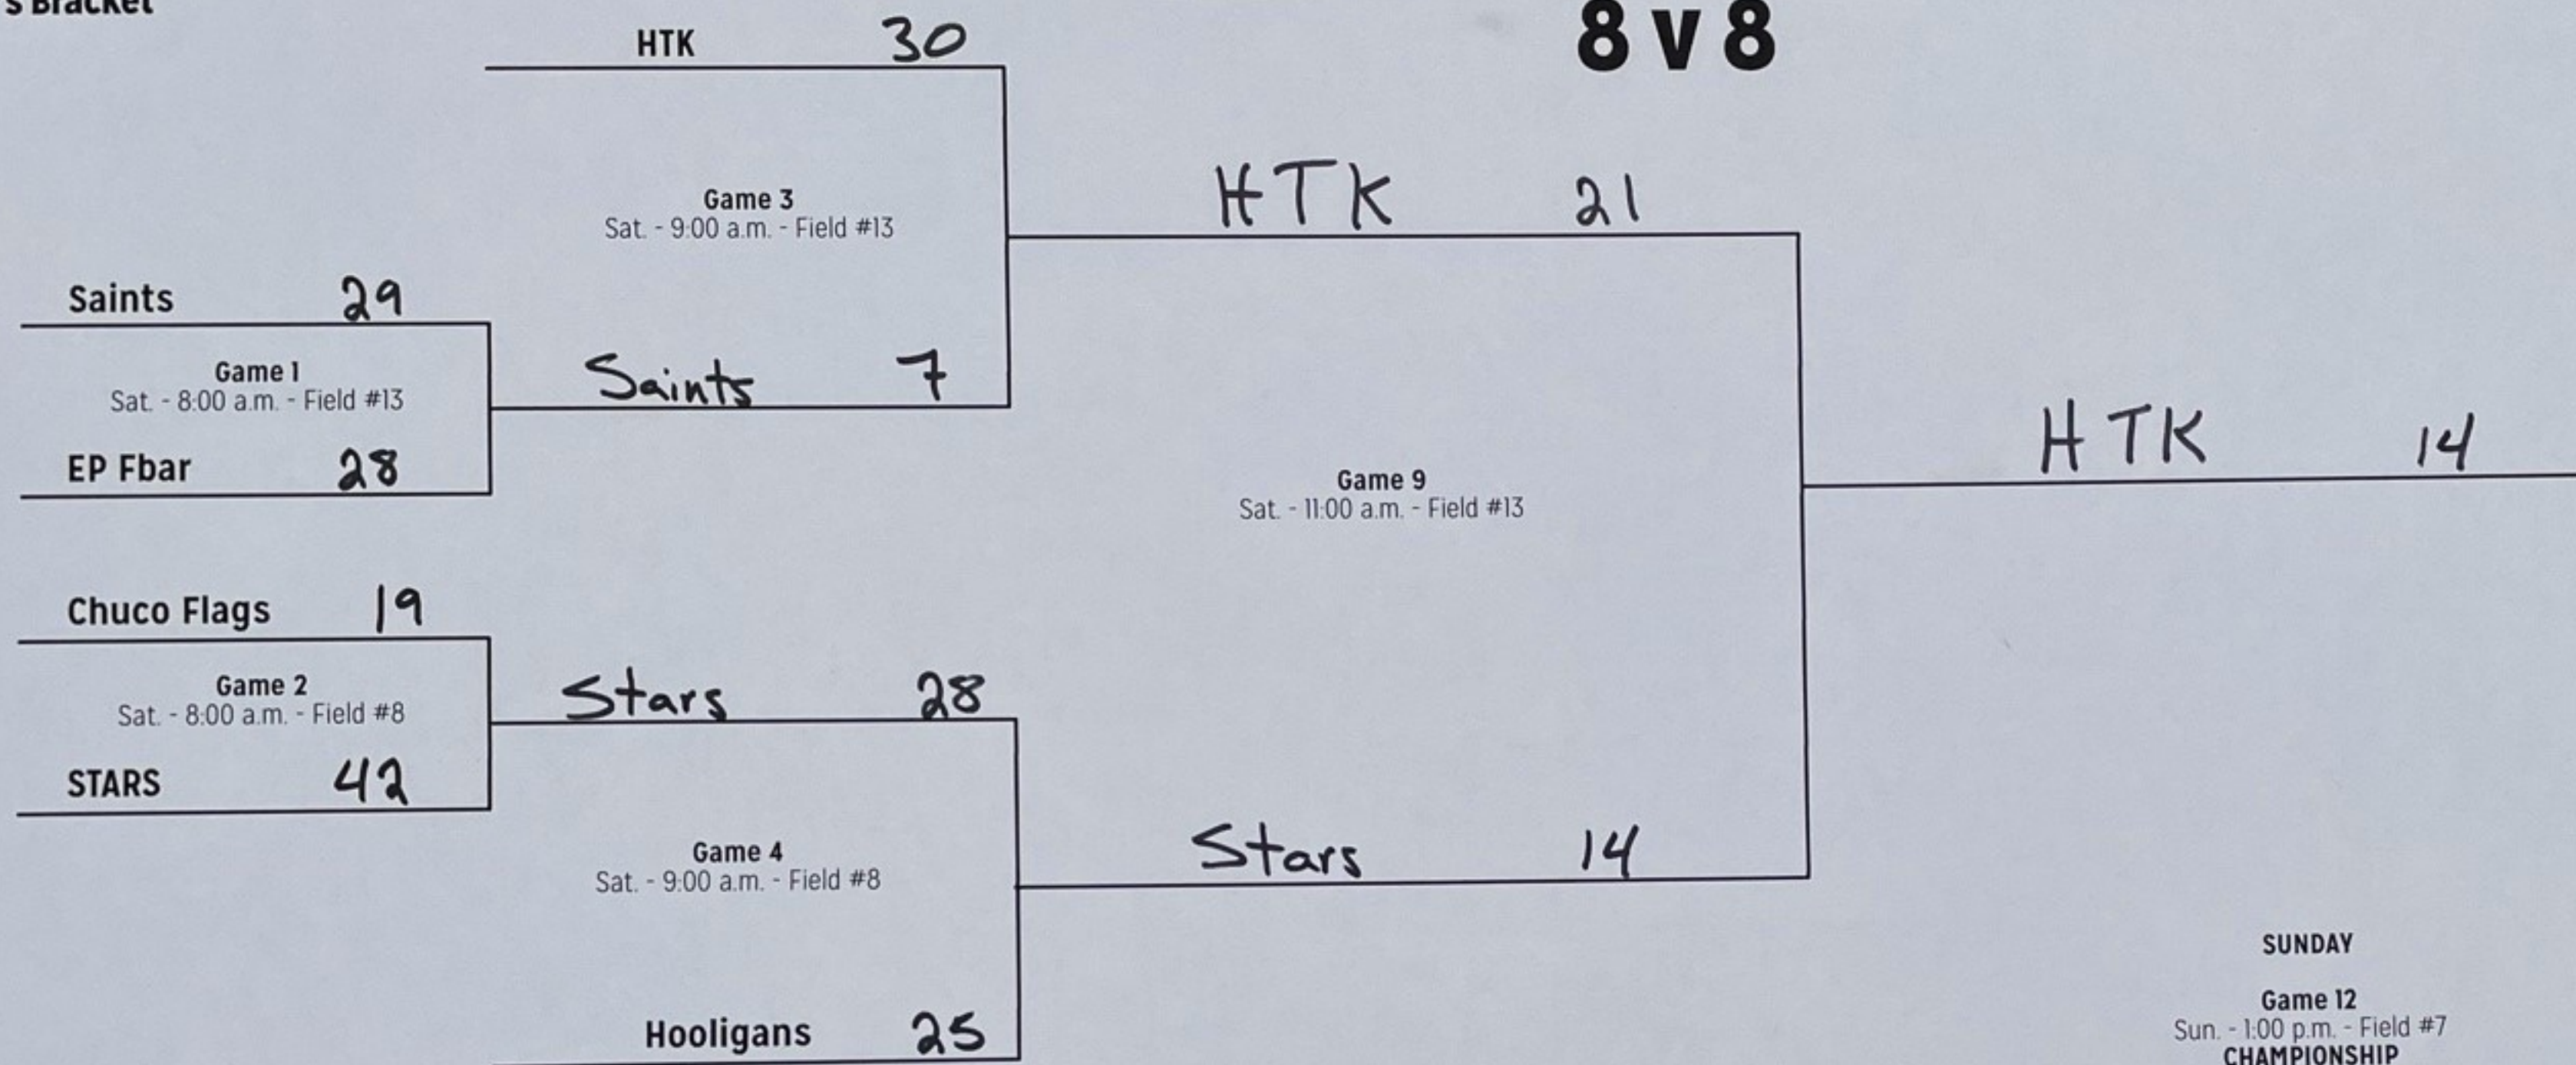 s Bracket
8 v 8
HTK 30
Game 3
Sat. - 9:00 a.m. - Field #13
HTK 21
Saints 29
Game 1
Sat. - 8:00 a.m. - Field #13
Saints 7
EP Fbar 28
Game 9
Sat. - 11:00 a.m. - Field #13
HTK 14
Chuco Flags 19
Game 2
Sat. - 8:00 a.m. - Field #8
Stars 28
STARS 42
Game 4
Sat. - 9:00 a.m. - Field #8
Stars 14
Hooligans 25
SUNDAY
Game 12
Sun. - 1:00 p.m. - Field #7
CHAMPIONSHIP